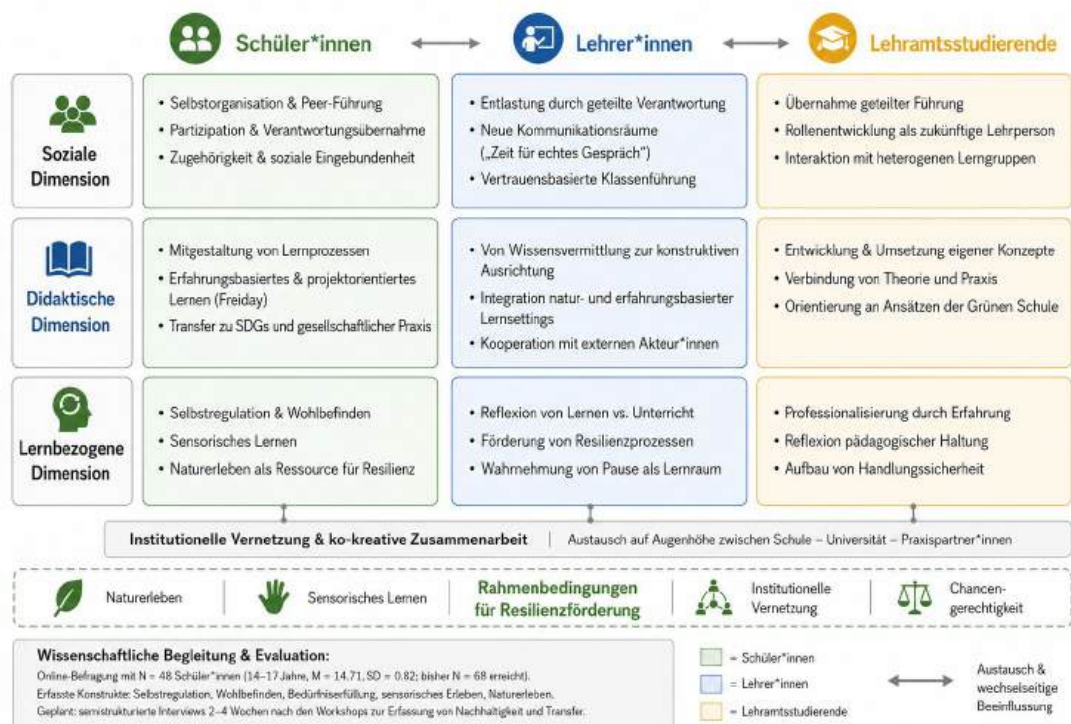 Schüler*innen
Lehrer*innen
Lehramtsstudierende
Soziale
Dimension
• Selbstorganisation & Peer-Führung
• Partizipation & Verantwortungsübernahme
• Zugehörigkeit & soziale Eingebundenheit
• Entlastung durch geteilte Verantwortung
• Neue Kommunikationsräume
(„Zeit für echtes Gespräch“)
• Vertrauensbasierte Klassenführung
• Übernahme geteilter Führung
• Rollenentwicklung als zukünftige Lehrperson
• Interaktion mit heterogenen Lerngruppen
Didaktische
Dimension
• Mitgestaltung von Lernprozessen
• Erfahrungsbasiertes & projektorientiertes
Lernen (Freiday)
• Transfer zu SDGs und gesellschaftlicher Praxis
• Von Wissensvermittlung zur konstruktiven
Ausrichtung
• Integration natur- und erfahrungsbasierter
Lernsettings
• Kooperation mit externen Akteur*innen
• Entwicklung & Umsetzung eigener Konzepte
• Verbindung von Theorie und Praxis
• Orientierung an Ansätzen der Grünen Schule
Lernbezogene
Dimension
• Selbstregulation & Wohlbefinden
• Sensorisches Lernen
• Naturerleben als Ressource für Resilienz
• Reflexion von Lernen vs. Unterricht
• Förderung von Resilienzprozessen
• Wahrnehmung von Pause als Lernraum
• Professionalisierung durch Erfahrung
• Reflexion pädagogischer Haltung
• Aufbau von Handlungssicherheit
Institutionelle Vernetzung & ko-kreative Zusammenarbeit | Austausch auf Augenhöhe zwischen Schule – Universität – Praxispartner*innen
Naturerleben
Sensorisches Lernen
Rahmenbedingungen
für Resilienzförderung
Institutionelle
Vernetzung
Chancen-
gerechtigkeit
Wissenschaftliche Begleitung & Evaluation:
Online-Befragung mit N = 48 Schüler*innen (14–17 Jahre, M = 14.71, SD = 0.82; bisher N = 68 erreicht).
Erfasste Konstrukte: Selbstregulation, Wohlbefinden, Bedürfniserfüllung, sensorisches Erleben, Naturerleben.
Geplant: semistrukturierte Interviews 2–4 Wochen nach den Workshops zur Erfassung von Nachhaltigkeit und Transfer.
= Schüler*innen
= Lehrer*innen
= Lehramtsstudierende
Austausch &
wechselseitige
Beeinflussung